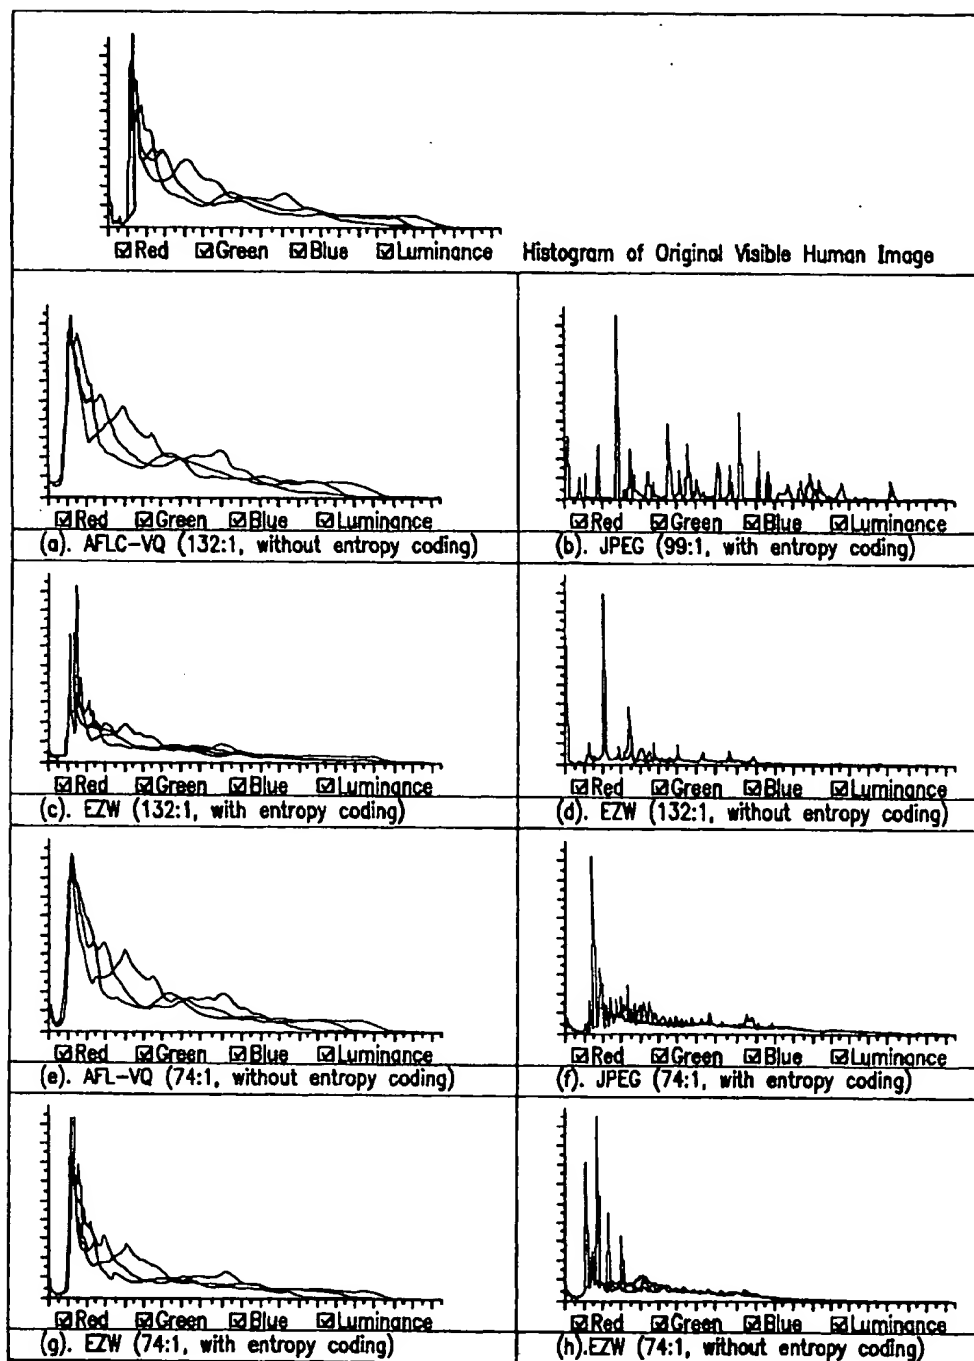 ☑Red ☑Green ☑Blue ☑Luminance Histogram of Original Visible Human Image
☑Red ☑Green ☑Blue ☑Luminance
(a). AFLC-VQ (132:1, without entropy coding)
☑Red ☑Green ☑Blue ☑Luminance
(b). JPEG (99:1, with entropy coding)
☑Red ☑Green ☑Blue ☑Luminance
(c). EZW (132:1, with entropy coding)
☑Red ☑Green ☑Blue ☑Luminance
(d). EZW (132:1, without entropy coding)
☑Red ☑Green ☑Blue ☑Luminance
(e). AFL-VQ (74:1, without entropy coding)
☑Red ☑Green ☑Blue ☑Luminance
(f). JPEG (74:1, with entropy coding)
☑Red ☑Green ☑Blue ☑Luminance
(g). EZW (74:1, with entropy coding)
☑Red ☑Green ☑Blue ☑Luminance
(h).EZW (74:1, without entropy coding)